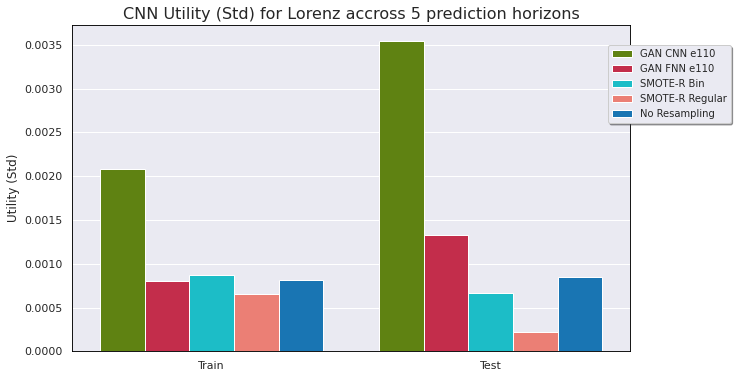 CNN Utility (Std) for Lorenz accross 5 prediction horizons
Utility (Std)
0.0035
0.0030
0.0025
0.0020
0.0015
0.0010
0.0005
0.0000
Train
Test
GAN CNN e110
GAN FNN e110
SMOTE-R Bin
SMOTE-R Regular
No Resampling